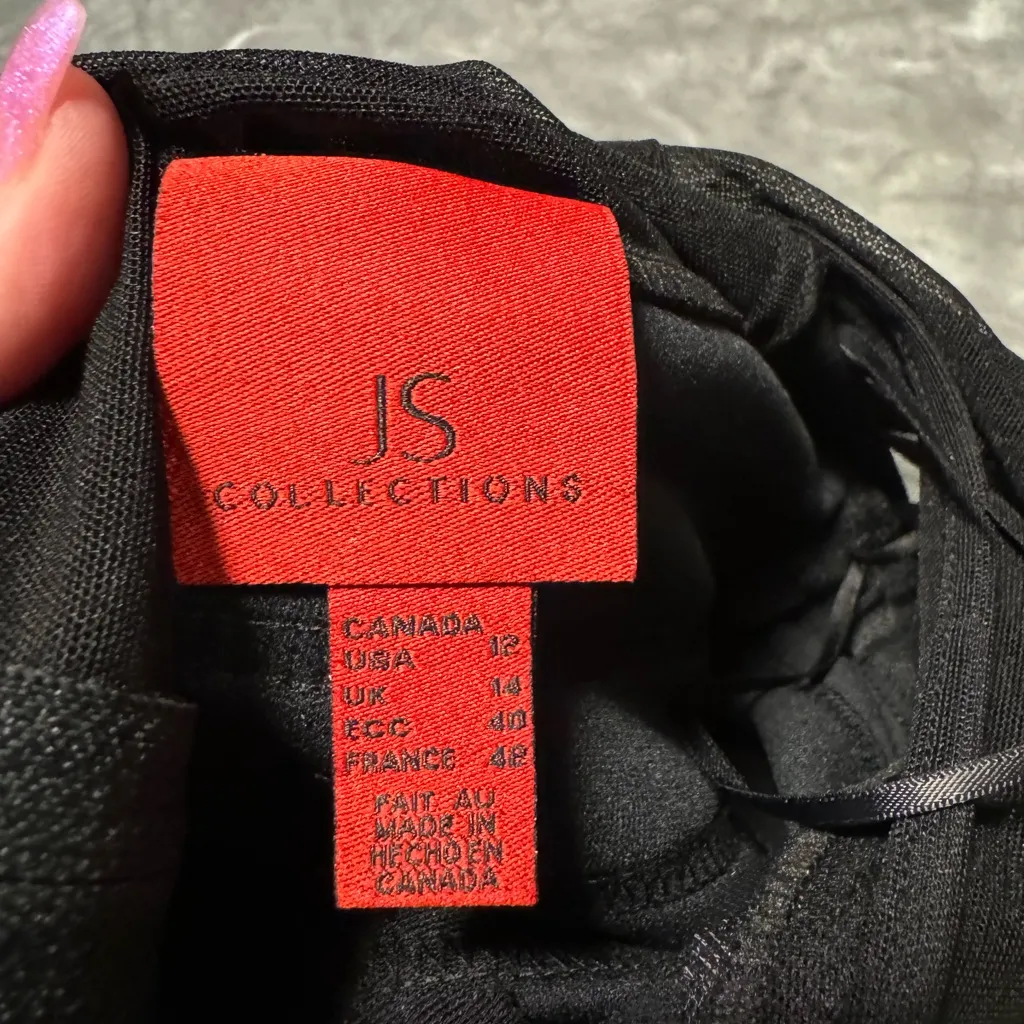 JS
COLLECTIONS
CANADA
USA 12
UK 14
ECC 40
FRANCE 42
FAIT AU
MADE IN
HECHO EN
CANADA